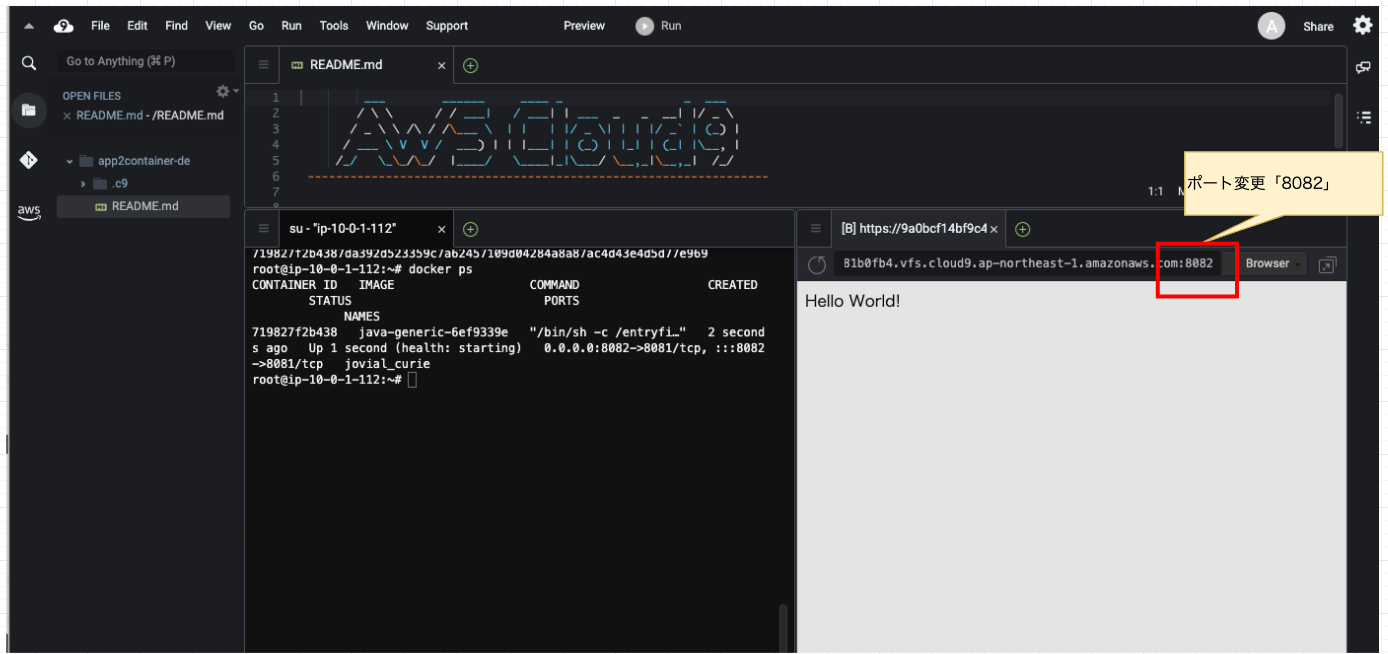 File Edit Find View Go Run Tools Window Support Preview Run A Share
Go to Anything (⌘ P)
README.md ×
OPEN FILES
× README.md - /README.md
app2container-de
.c9
README.md
aws
1
2
3
4
5
6
7
8
1:1
ポート変更「8082」
su - "ip-10-0-1-112" ×
719827f2b4387da392d523359c7a62457109d04284a8a87ac4d43e4d5d77e969
root@ip-10-0-1-112:~# docker ps
CONTAINER ID IMAGE COMMAND CREATED
STATUS PORTS
NAMES
719827f2b438 java-generic-6ef9339e "/bin/sh -c /entryfi…" 2 second
s ago Up 1 second (health: starting) 0.0.0.0:8082->8081/tcp, :::8082
->8081/tcp jovial_curie
root@ip-10-0-1-112:~#
[B] https://9a0bcf14bf9c4 ×
81b0fb4.vfs.cloud9.ap-northeast-1.amazonaws.com:8082 Browser
Hello World!